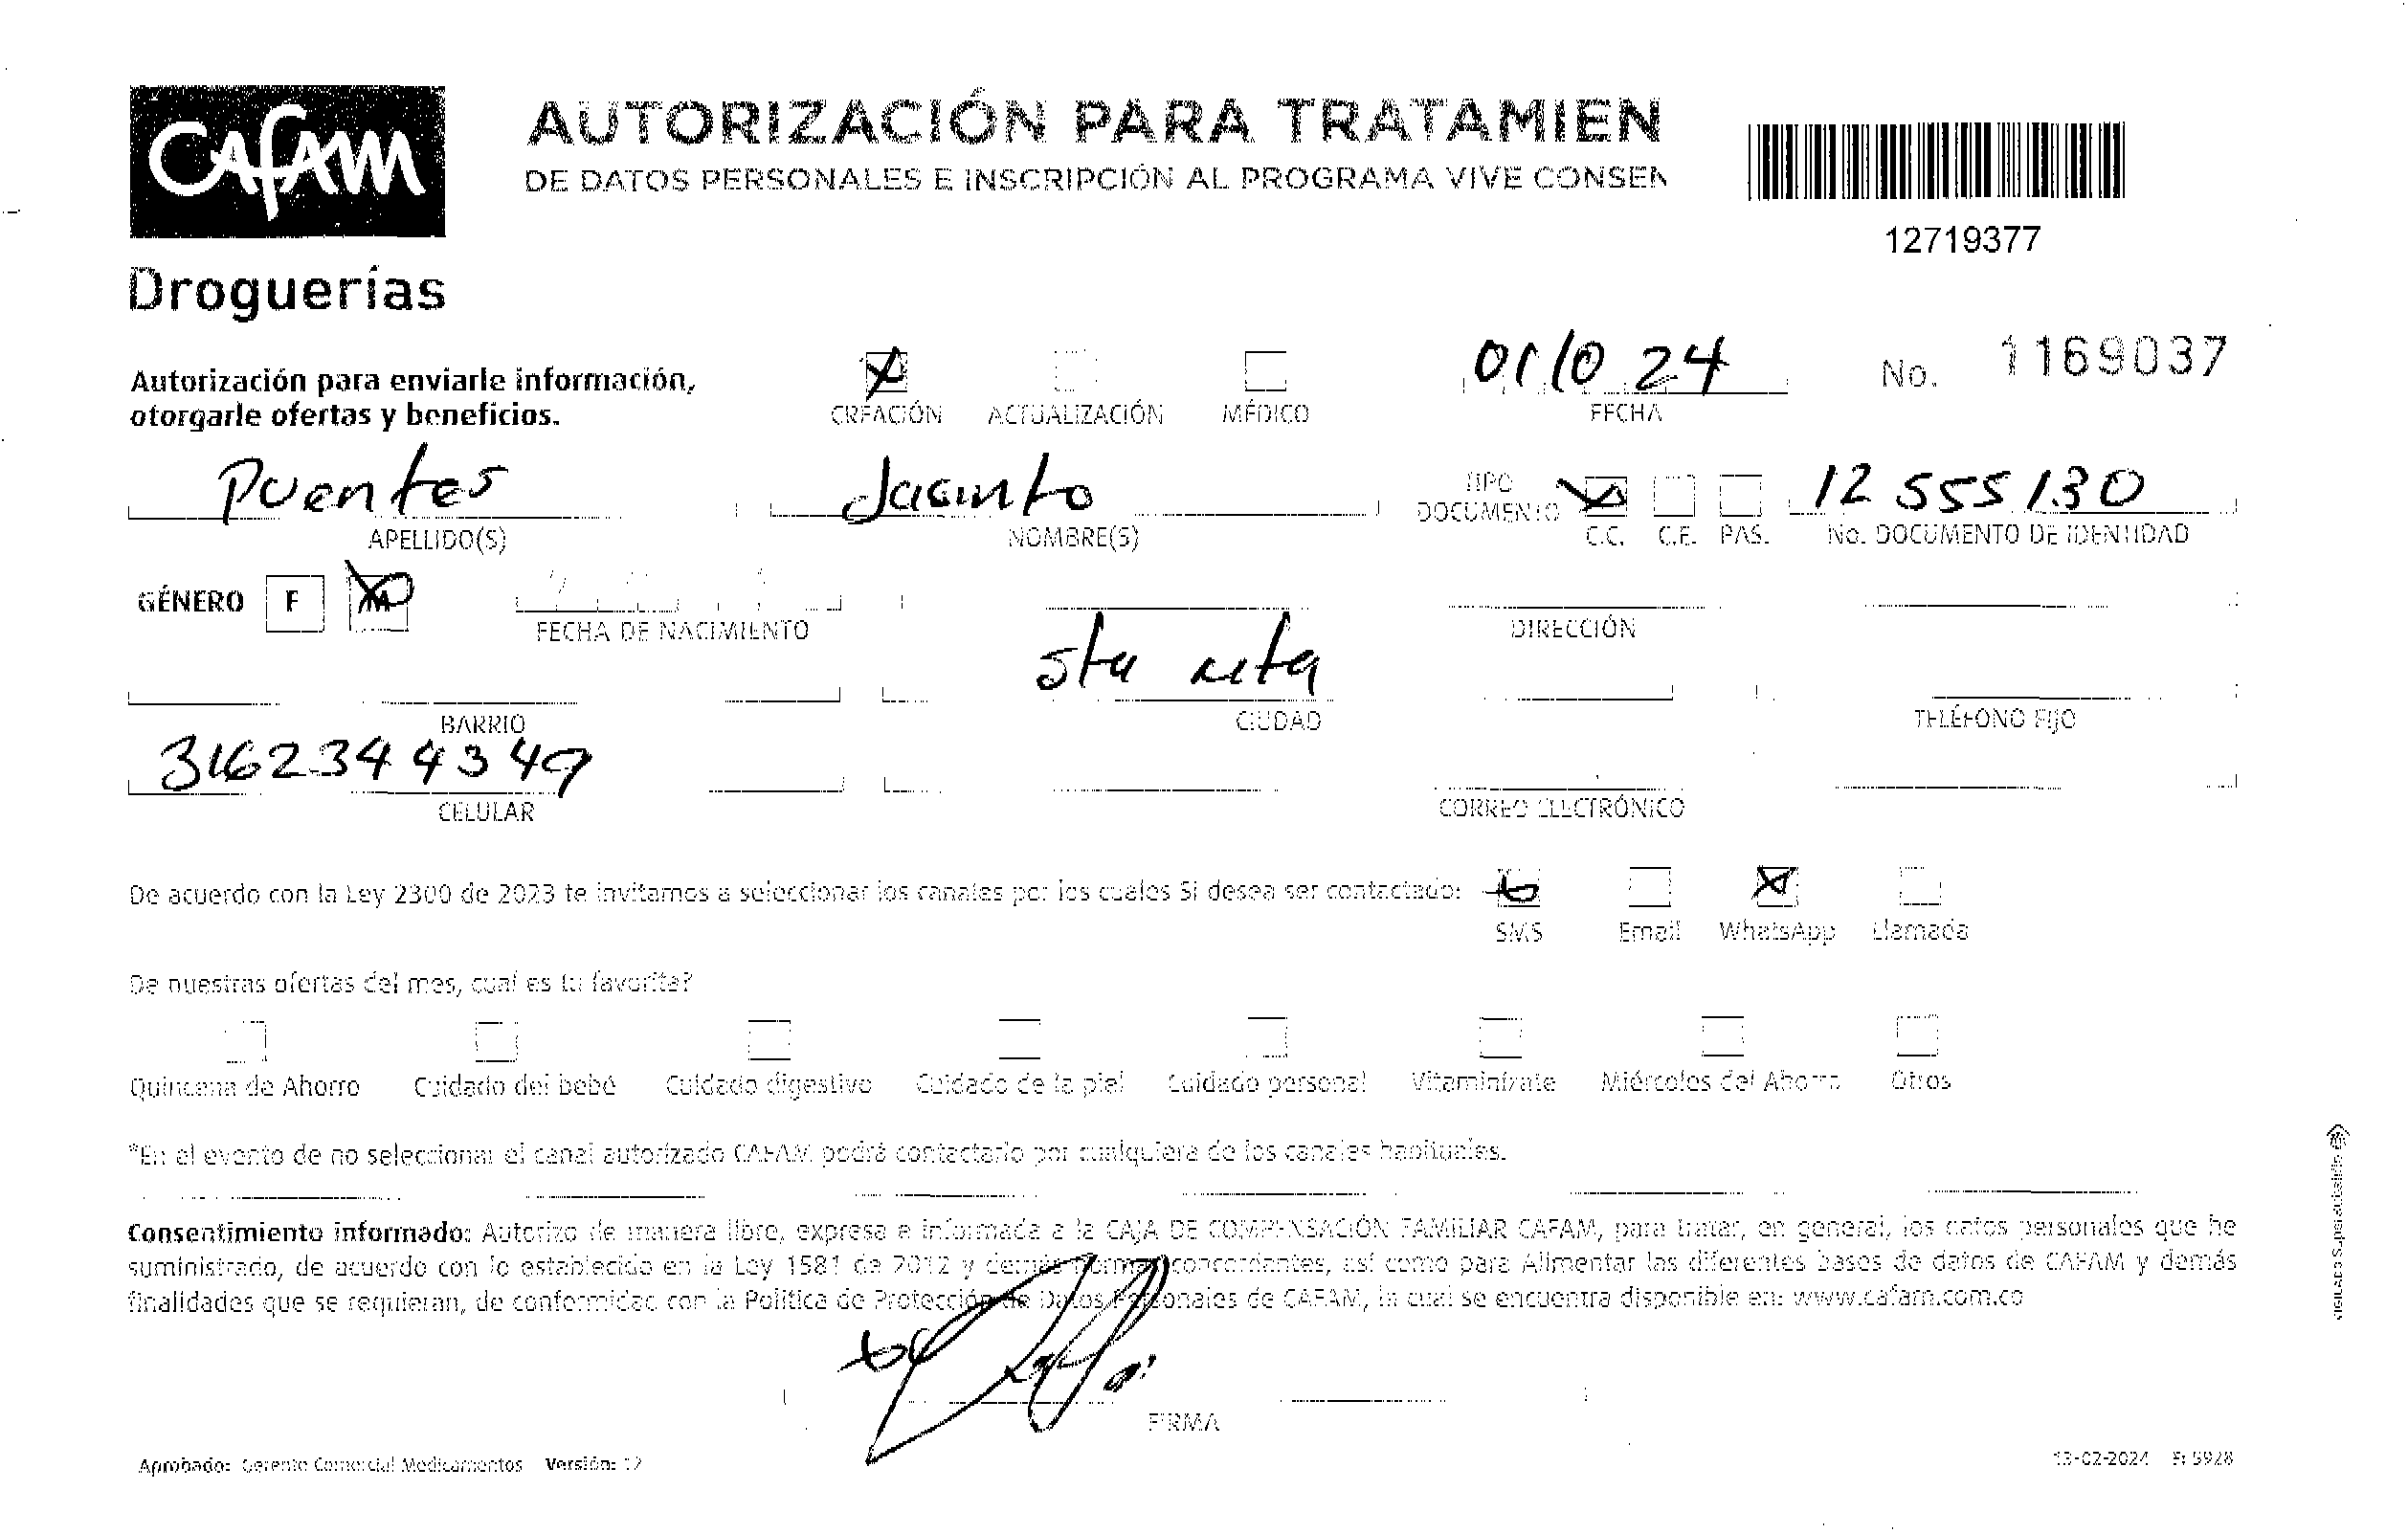 CAFAM
Droguerías
AUTORIZACIÓN PARA TRATAMIEN
DE DATOS PERSONALES E INSCRIPCIÓN AL PROGRAMA VIVE CONSEN
12719377
Autorización para enviarle información,
otorgarle ofertas y beneficios.
CREACIÓN ACTUALIZACIÓN MÉDICO
01/10 24
FECHA
No. 1169037
Puentes
APELLIDO(S)
Jacinto
NOMBRE(S)
TIPO
DOCUMENTO
C.C. C.E. PAS.
12 555 130
No. DOCUMENTO DE IDENTIDAD
GÉNERO F M
FECHA DE NACIMIENTO
DIRECCIÓN
BARRIO
sta
CIUDAD
TELÉFONO FIJO
3162344349
CELULAR
CORREO ELECTRÓNICO
De acuerdo con la Ley 2300 de 2023 te invitamos a seleccionar los canales por los cuales Si desea ser contactado:
SMS Email WhatsApp Llamada
De nuestras ofertas del mes, cual es tu favorita?
Quincena de Ahorro Cuidado del bebé Cuidado digestivo Cuidado de la piel Cuidado personal Vitaminízate Miércoles del Ahorro Otros
*En el evento de no seleccionar el canal autorizado CAFAM podrá contactarlo por cualquiera de los canales habituales.
Consentimiento informado: Autorizo de manera libre, expresa e informada a la CAJA DE COMPENSACIÓN FAMILIAR CAFAM, para tratar, en general, los datos personales que he
suministrado, de acuerdo con lo establecido en la Ley 1581 de 2012 y demás normas concordantes, así como para Alimentar las diferentes bases de datos de CAFAM y demás
finalidades que se requieran, de conformidad con la Política de Protección de Datos Personales de CAFAM, la cual se encuentra disponible en: www.cafam.com.co
FIRMA
Aprobado: Gerente Comercial Medicamentos Versión: 12
13-02-2024 F: 5928
VIGILADO Supersubsidio